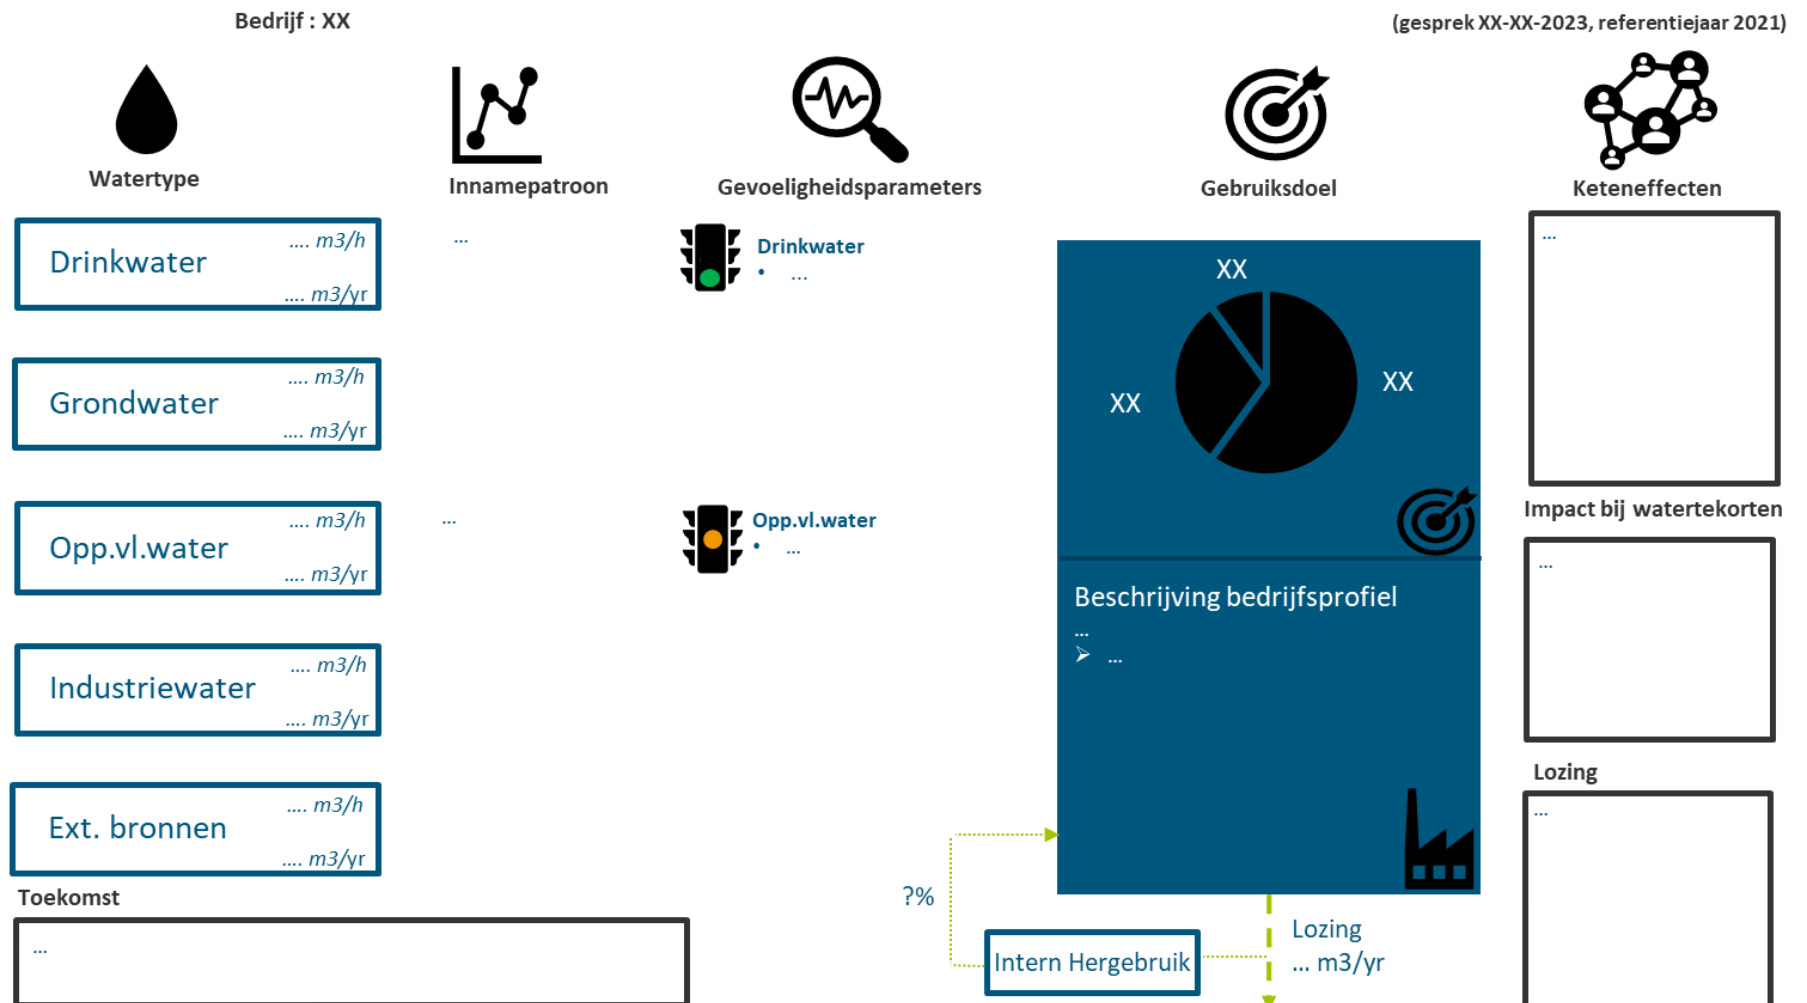 Bedrijf : XX
(gesprek XX-XX-2023, referentiejaar 2021)
Watertype
Innamepatroon
Gevoeligheidsparameters
Gebruiksdoel
Keteneffecten
Drinkwater
.... m3/h
.... m3/yr
...
Drinkwater
• ...
Grondwater
.... m3/h
.... m3/yr
Opp.vl.water
.... m3/h
.... m3/yr
...
Opp.vl.water
• ...
Industriewater
.... m3/h
.... m3/yr
Ext. bronnen
.... m3/h
.... m3/yr
Toekomst
...
XX
XX
XX
Beschrijving bedrijfsprofiel
...
➢ ...
?%
Intern Hergebruik
Lozing
... m3/yr
...
Impact bij watertekorten
...
Lozing
...